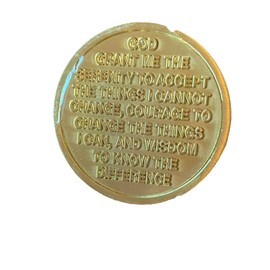 GOD
GRANT ME THE
SERENITY TO ACCEPT
THE THINGS I CANNOT
CHANGE, COURAGE TO
CHANGE THE THINGS
I CAN, AND WISDOM
TO KNOW THE
DIFFERENCE